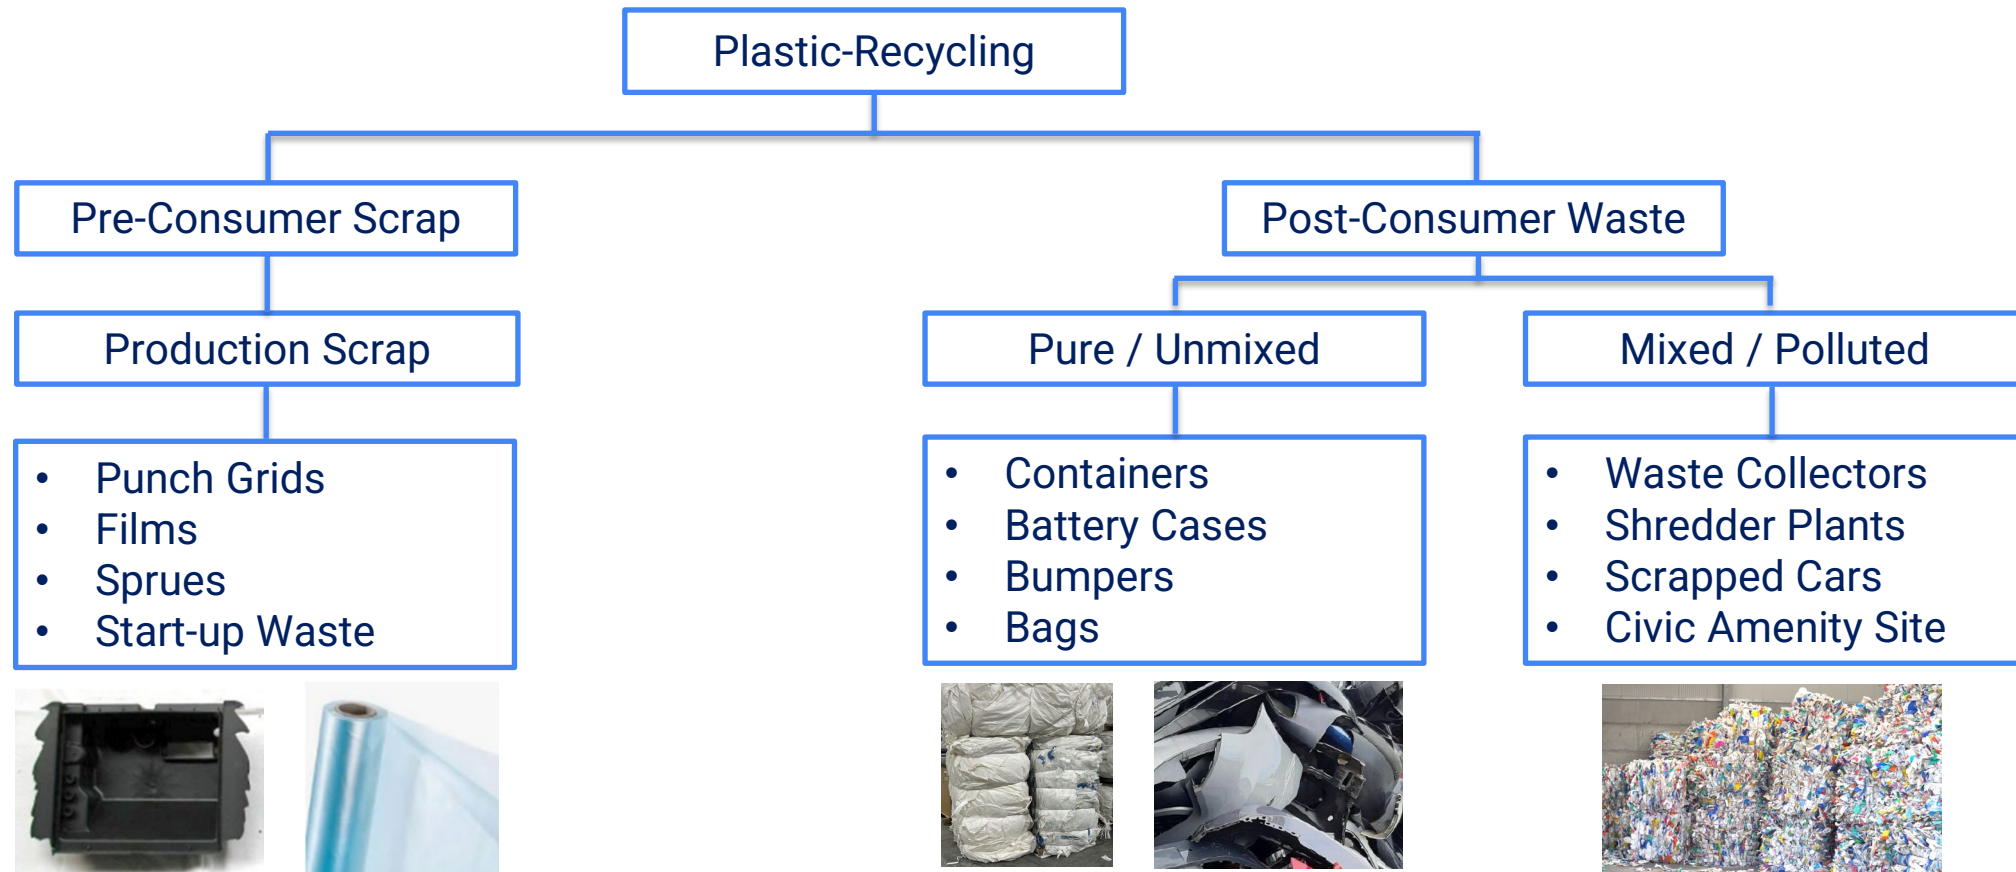 Plastic-Recycling
Pre-Consumer Scrap
Post-Consumer Waste
Production Scrap
Pure / Unmixed
Mixed / Polluted
• Punch Grids
• Films
• Sprues
• Start-up Waste
• Containers
• Battery Cases
• Bumpers
• Bags
• Waste Collectors
• Shredder Plants
• Scrapped Cars
• Civic Amenity Site